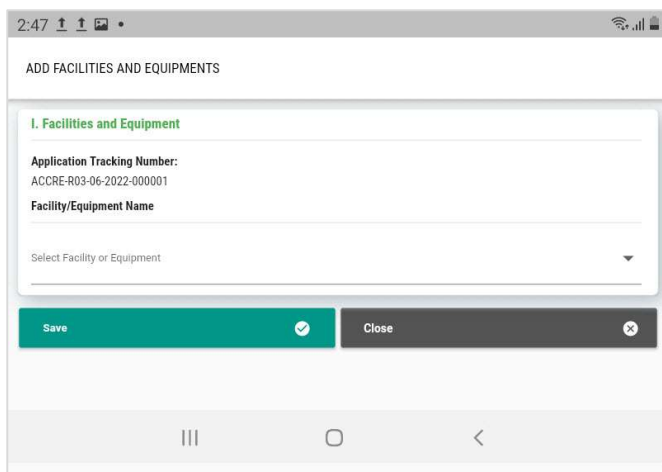 2:47
ADD FACILITIES AND EQUIPMENTS
I. Facilities and Equipment
Application Tracking Number:
ACCRE-R03-06-2022-000001
Facility/Equipment Name
Select Facility or Equipment
Save
Close